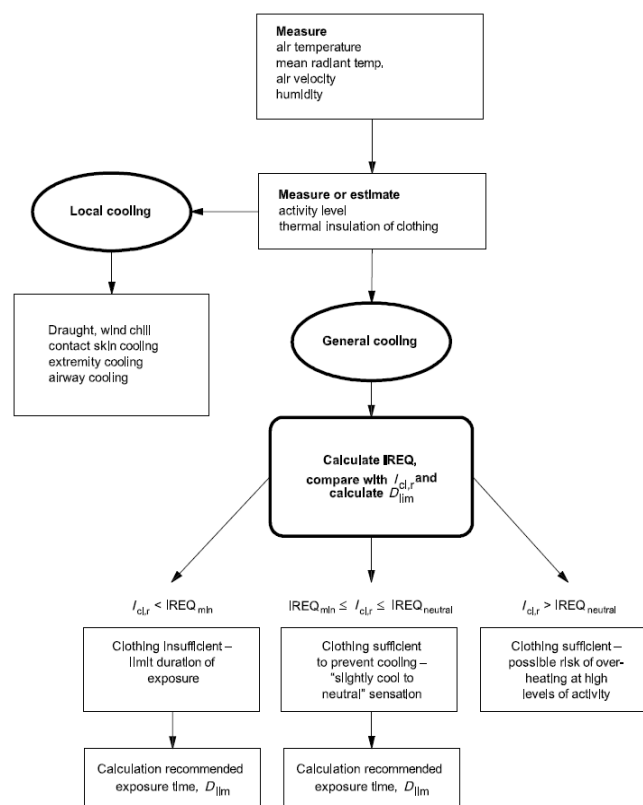 Measure
air temperature
mean radiant temp.
air velocity
humidity
Measure or estimate
activity level
thermal insulation of clothing
Local cooling
Draught, wind chill
contact skin cooling
extremity cooling
airway cooling
General cooling
Calculate IREQ,
compare with Icl,r and
calculate Dlim
Icl,r < IREQmin
IREQmin ≤ Icl,r ≤ IREQneutral
Icl,r > IREQneutral
Clothing insufficient –
limit duration of
exposure
Clothing sufficient
to prevent cooling –
"slightly cool to
neutral" sensation
Clothing sufficient –
possible risk of over-
heating at high
levels of activity
Calculation recommended
exposure time, Dlim
Calculation recommended
exposure time, Dlim